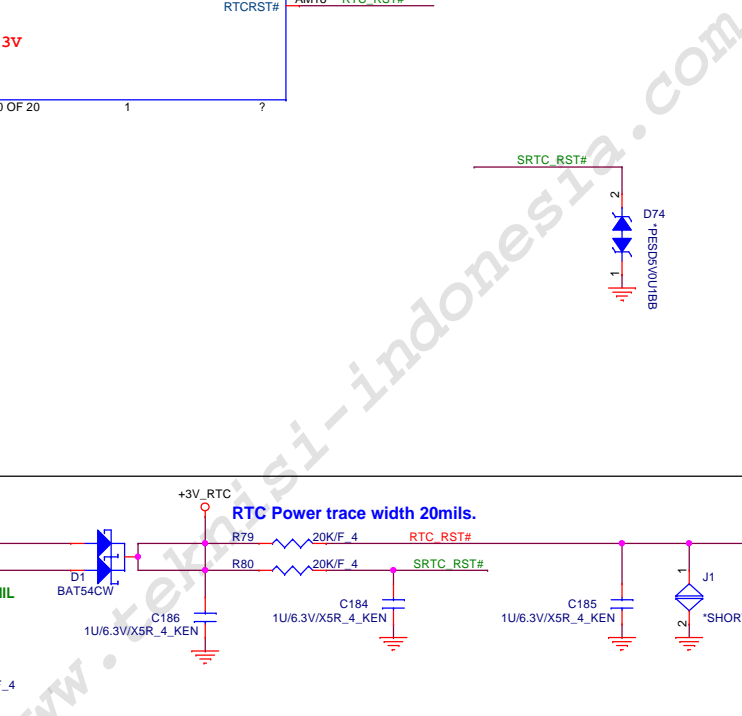 RTCRST#
RTC_RST#
3V
OF 20
1
?
SRTC_RST#
2
D74
*PESD5V0U1BB
1
+3V_RTC
RTC Power trace width 20mils.
R79
20K/F_4
RTC_RST#
R80
20K/F_4
SRTC_RST#
D1
BAT54CW
C186
1U/6.3V/X5R_4_KEN
C184
1U/6.3V/X5R_4_KEN
C185
1U/6.3V/X5R_4_KEN
1
J1
2
*SHOR
_4
www.teknisi-indonesia.com